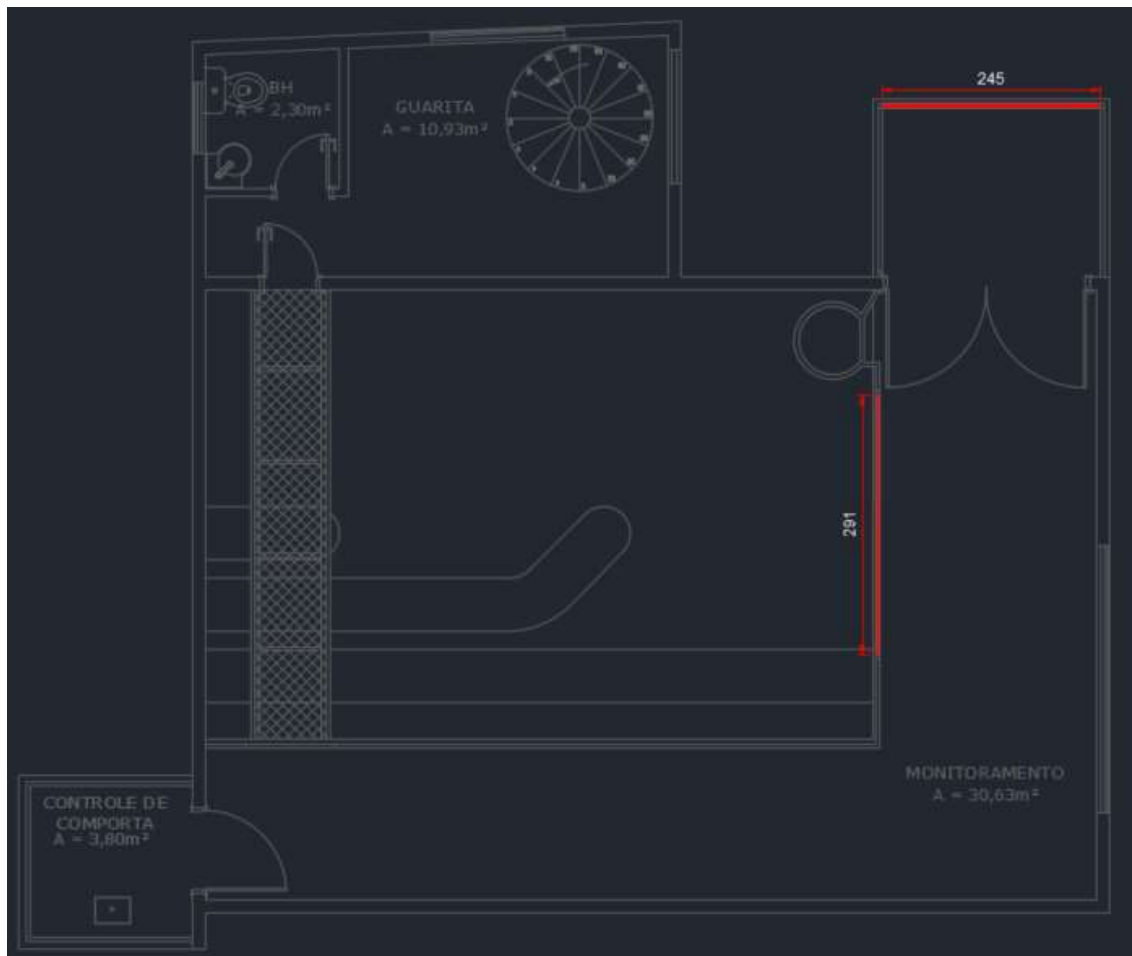 245
BH
A = 2,30m²
GUARITA
A = 10,93m²
291
MONITORAMENTO
A = 30,63m²
CONTROLE DE
COMPORTA
A = 3,80m²